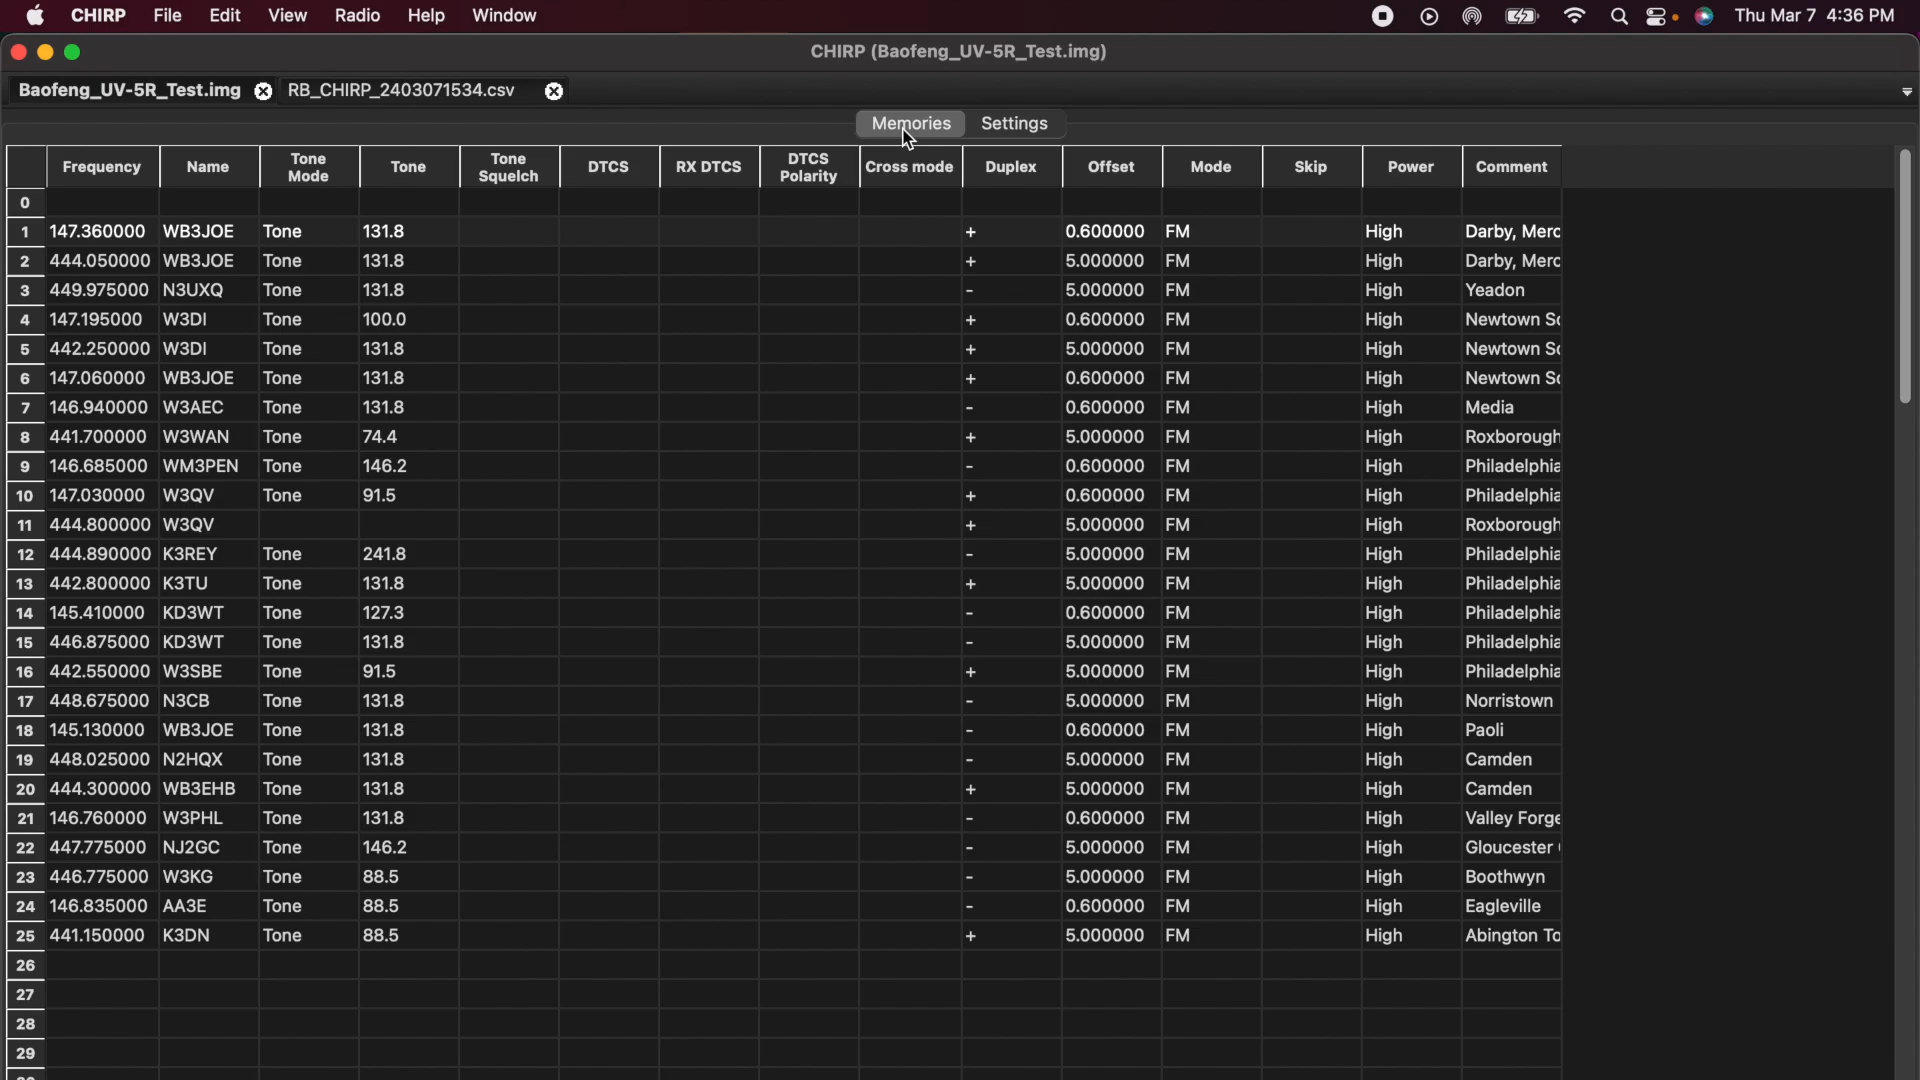 CHIRP File Edit View Radio Help Window Thu Mar 7 4:36 PM
CHIRP (Baofeng_UV-5R_Test.img)
Baofeng_UV-5R_Test.img RB_CHIRP_2403071534.csv
Memories Settings
Frequency Name Tone Mode Tone Tone Squelch DTCS RX DTCS DTCS Polarity Cross mode Duplex Offset Mode Skip Power Comment
0
1 147.360000 WB3JOE Tone 131.8 + 0.600000 FM High Darby, Merc
2 444.050000 WB3JOE Tone 131.8 + 5.000000 FM High Darby, Merc
3 449.975000 N3UXQ Tone 131.8 - 5.000000 FM High Yeadon
4 147.195000 W3DI Tone 100.0 + 0.600000 FM High Newtown Sc
5 442.250000 W3DI Tone 131.8 + 5.000000 FM High Newtown Sc
6 147.060000 WB3JOE Tone 131.8 + 0.600000 FM High Newtown Sc
7 146.940000 W3AEC Tone 131.8 - 0.600000 FM High Media
8 441.700000 W3WAN Tone 74.4 + 5.000000 FM High Roxborough
9 146.685000 WM3PEN Tone 146.2 - 0.600000 FM High Philadelphia
10 147.030000 W3QV Tone 91.5 + 0.600000 FM High Philadelphia
11 444.800000 W3QV + 5.000000 FM High Roxborough
12 444.890000 K3REY Tone 241.8 - 5.000000 FM High Philadelphia
13 442.800000 K3TU Tone 131.8 + 5.000000 FM High Philadelphia
14 145.410000 KD3WT Tone 127.3 - 0.600000 FM High Philadelphia
15 446.875000 KD3WT Tone 131.8 - 5.000000 FM High Philadelphia
16 442.550000 W3SBE Tone 91.5 + 5.000000 FM High Philadelphia
17 448.675000 N3CB Tone 131.8 - 5.000000 FM High Norristown
18 145.130000 WB3JOE Tone 131.8 - 0.600000 FM High Paoli
19 448.025000 N2HQX Tone 131.8 - 5.000000 FM High Camden
20 444.300000 WB3EHB Tone 131.8 + 5.000000 FM High Camden
21 146.760000 W3PHL Tone 131.8 - 0.600000 FM High Valley Forge
22 447.775000 NJ2GC Tone 146.2 - 5.000000 FM High Gloucester
23 446.775000 W3KG Tone 88.5 - 5.000000 FM High Boothwyn
24 146.835000 AA3E Tone 88.5 - 0.600000 FM High Eagleville
25 441.150000 K3DN Tone 88.5 + 5.000000 FM High Abington To
26
27
28
29